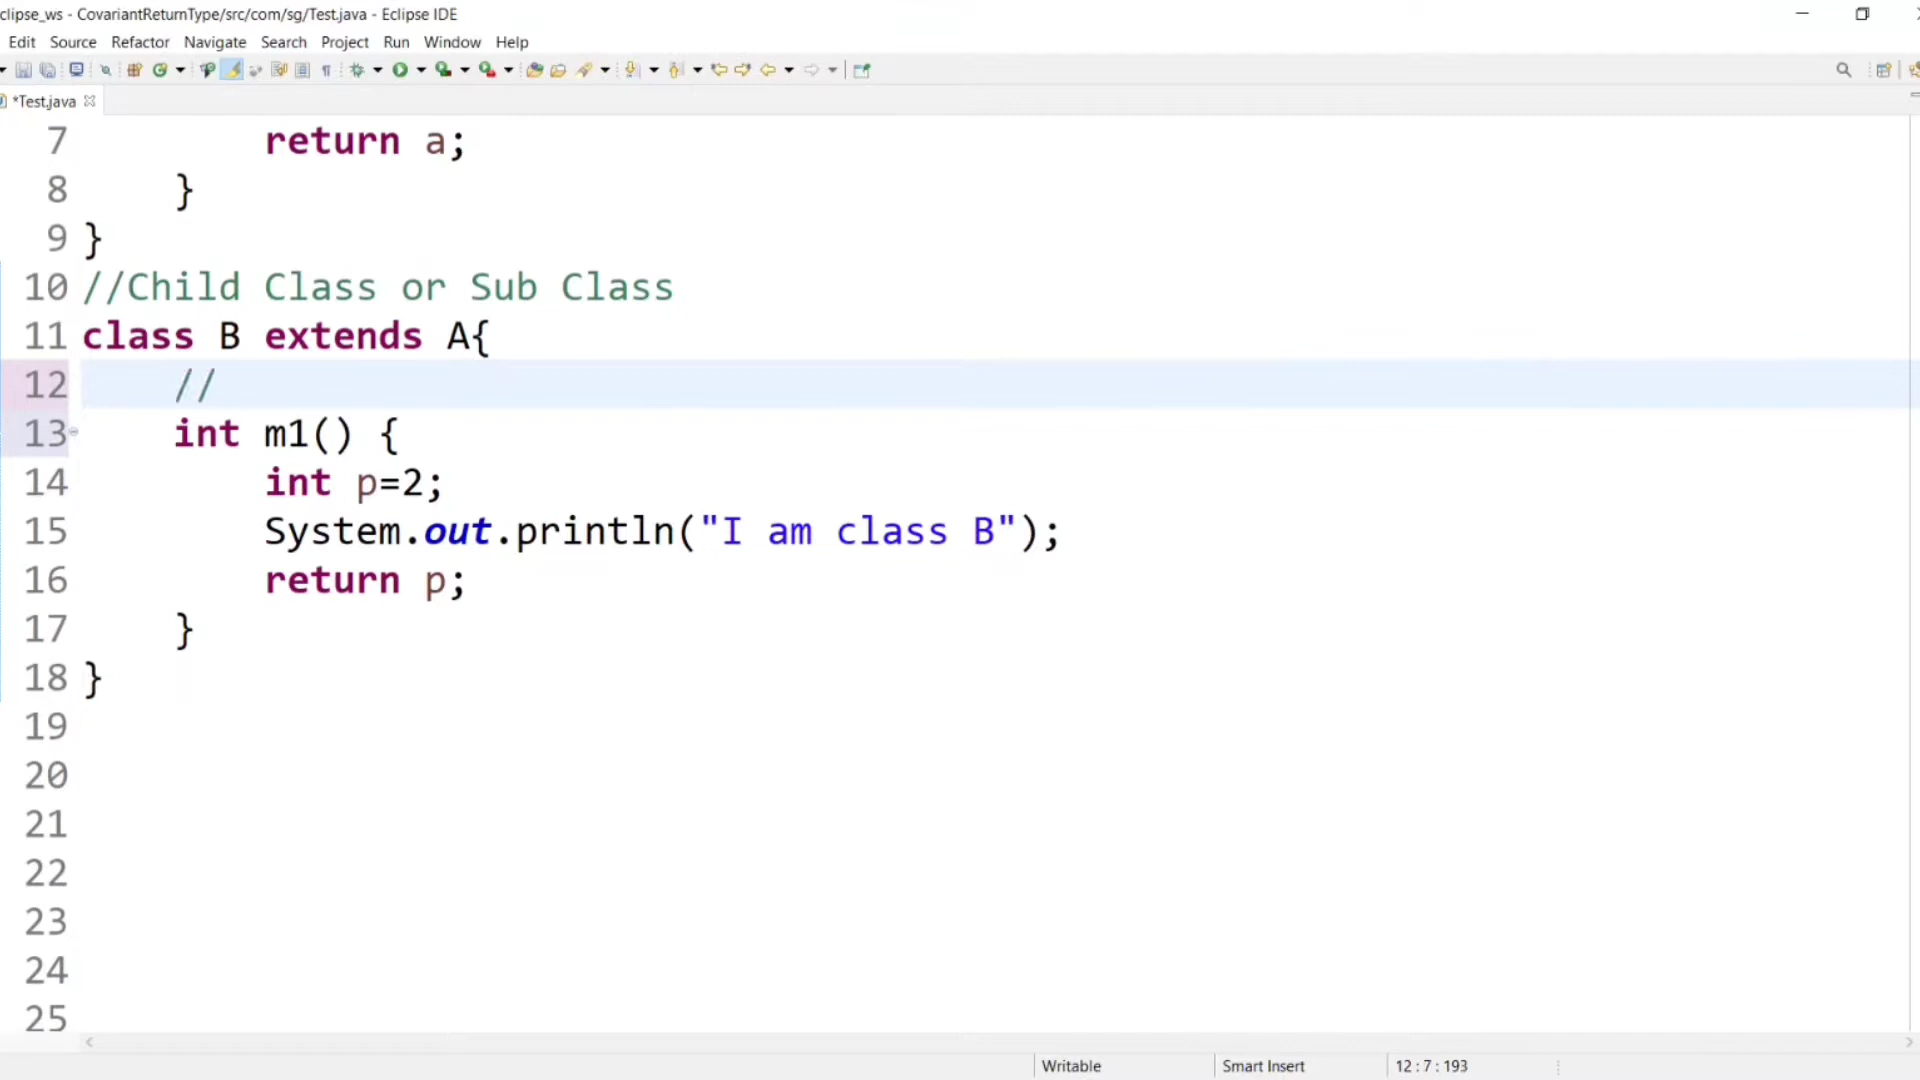 clipse_ws - CovariantReturnType/src/com/sg/Test.java - Eclipse IDE
Edit Source Refactor Navigate Search Project Run Window Help
*Test.java
7 return a;
8 }
9 }
10 //Child Class or Sub Class
11 class B extends A{
12 //
13 int m1() {
14 int p=2;
15 System.out.println("I am class B");
16 return p;
17 }
18 }
19
20
21
22
23
24
25
Writable Smart Insert 12 : 7 : 193